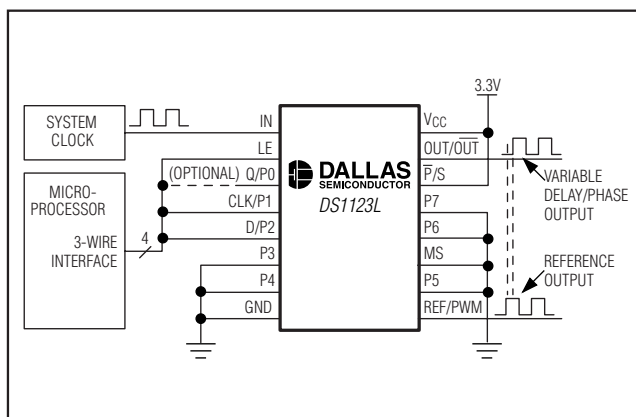 3.3V
SYSTEM
CLOCK
IN
LE
(OPTIONAL)
Q/P0
CLK/P1
D/P2
P3
P4
GND
MICRO-
PROCESSOR
3-WIRE
INTERFACE
4
DALLAS
SEMICONDUCTOR
DS1123L
VCC
OUT/OUT
P/S
P7
P6
MS
P5
REF/PWM
VARIABLE
DELAY/PHASE
OUTPUT
REFERENCE
OUTPUT